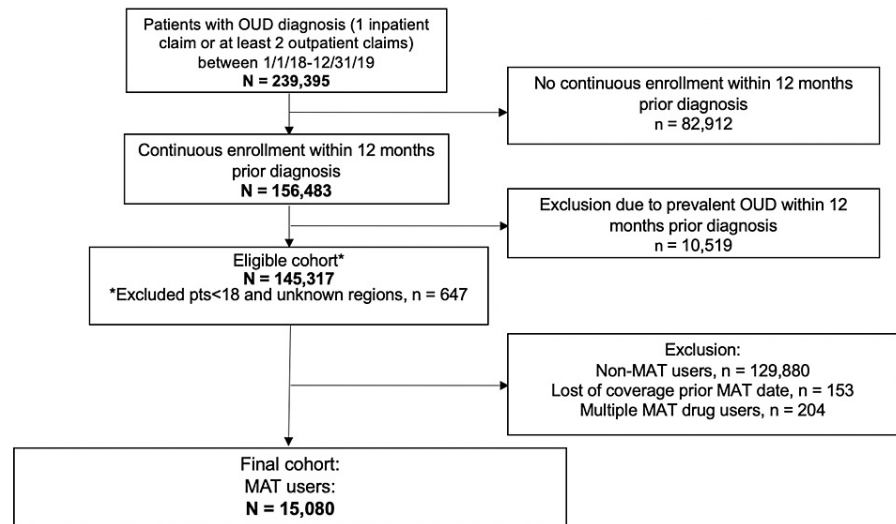 Patients with OUD diagnosis (1 inpatient
claim or at least 2 outpatient claims)
between 1/1/18-12/31/19
N = 239,395
No continuous enrollment within 12 months
prior diagnosis
n = 82,912
Continuous enrollment within 12 months
prior diagnosis
N = 156,483
Exclusion due to prevalent OUD within 12
months prior diagnosis
n = 10,519
Eligible cohort*
N = 145,317
*Excluded pts<18 and unknown regions, n = 647
Exclusion:
Non-MAT users, n = 129,880
Lost of coverage prior MAT date, n = 153
Multiple MAT drug users, n = 204
Final cohort:
MAT users:
N = 15,080